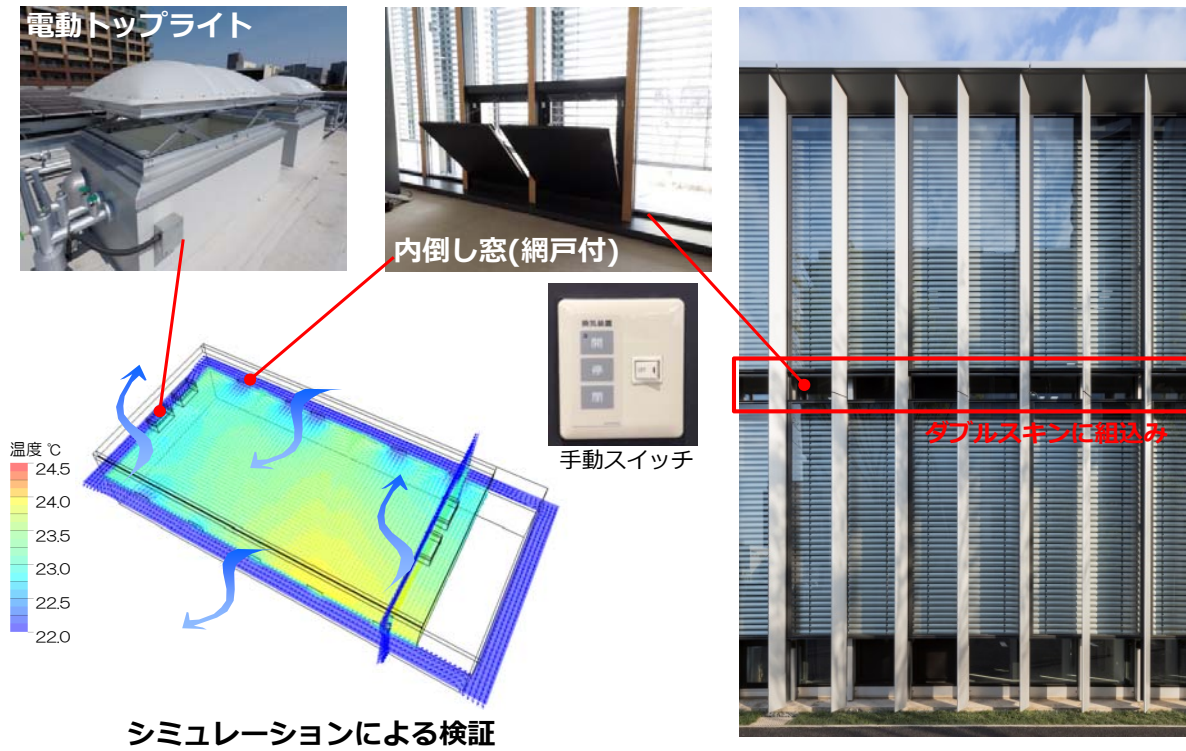 電動トップライト
内倒し窓(網戸付)
換気装置
開
停
閉
手動スイッチ
ダブルスキンに組込み
温度 ℃
24.5
24.0
23.5
23.0
22.5
22.0
シミュレーションによる検証